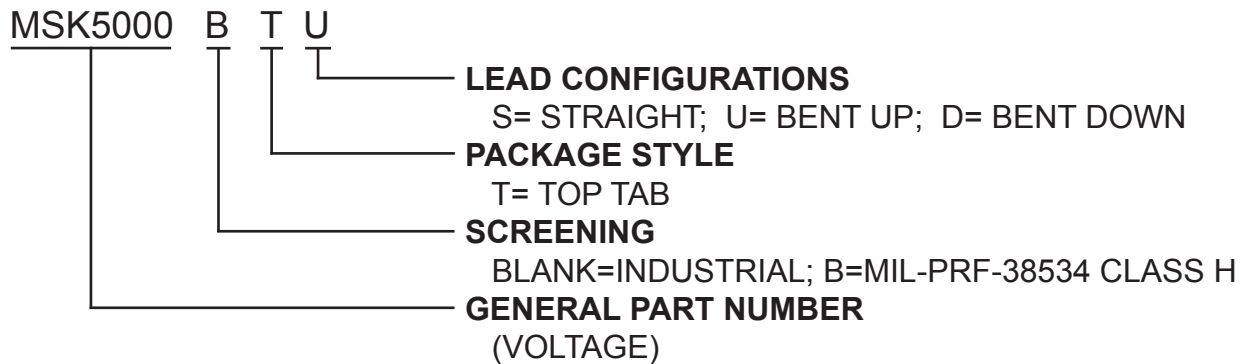 MSK5000 B T U
LEAD CONFIGURATIONS
S= STRAIGHT; U= BENT UP; D= BENT DOWN
PACKAGE STYLE
T= TOP TAB
SCREENING
BLANK=INDUSTRIAL; B=MIL-PRF-38534 CLASS H
GENERAL PART NUMBER
(VOLTAGE)